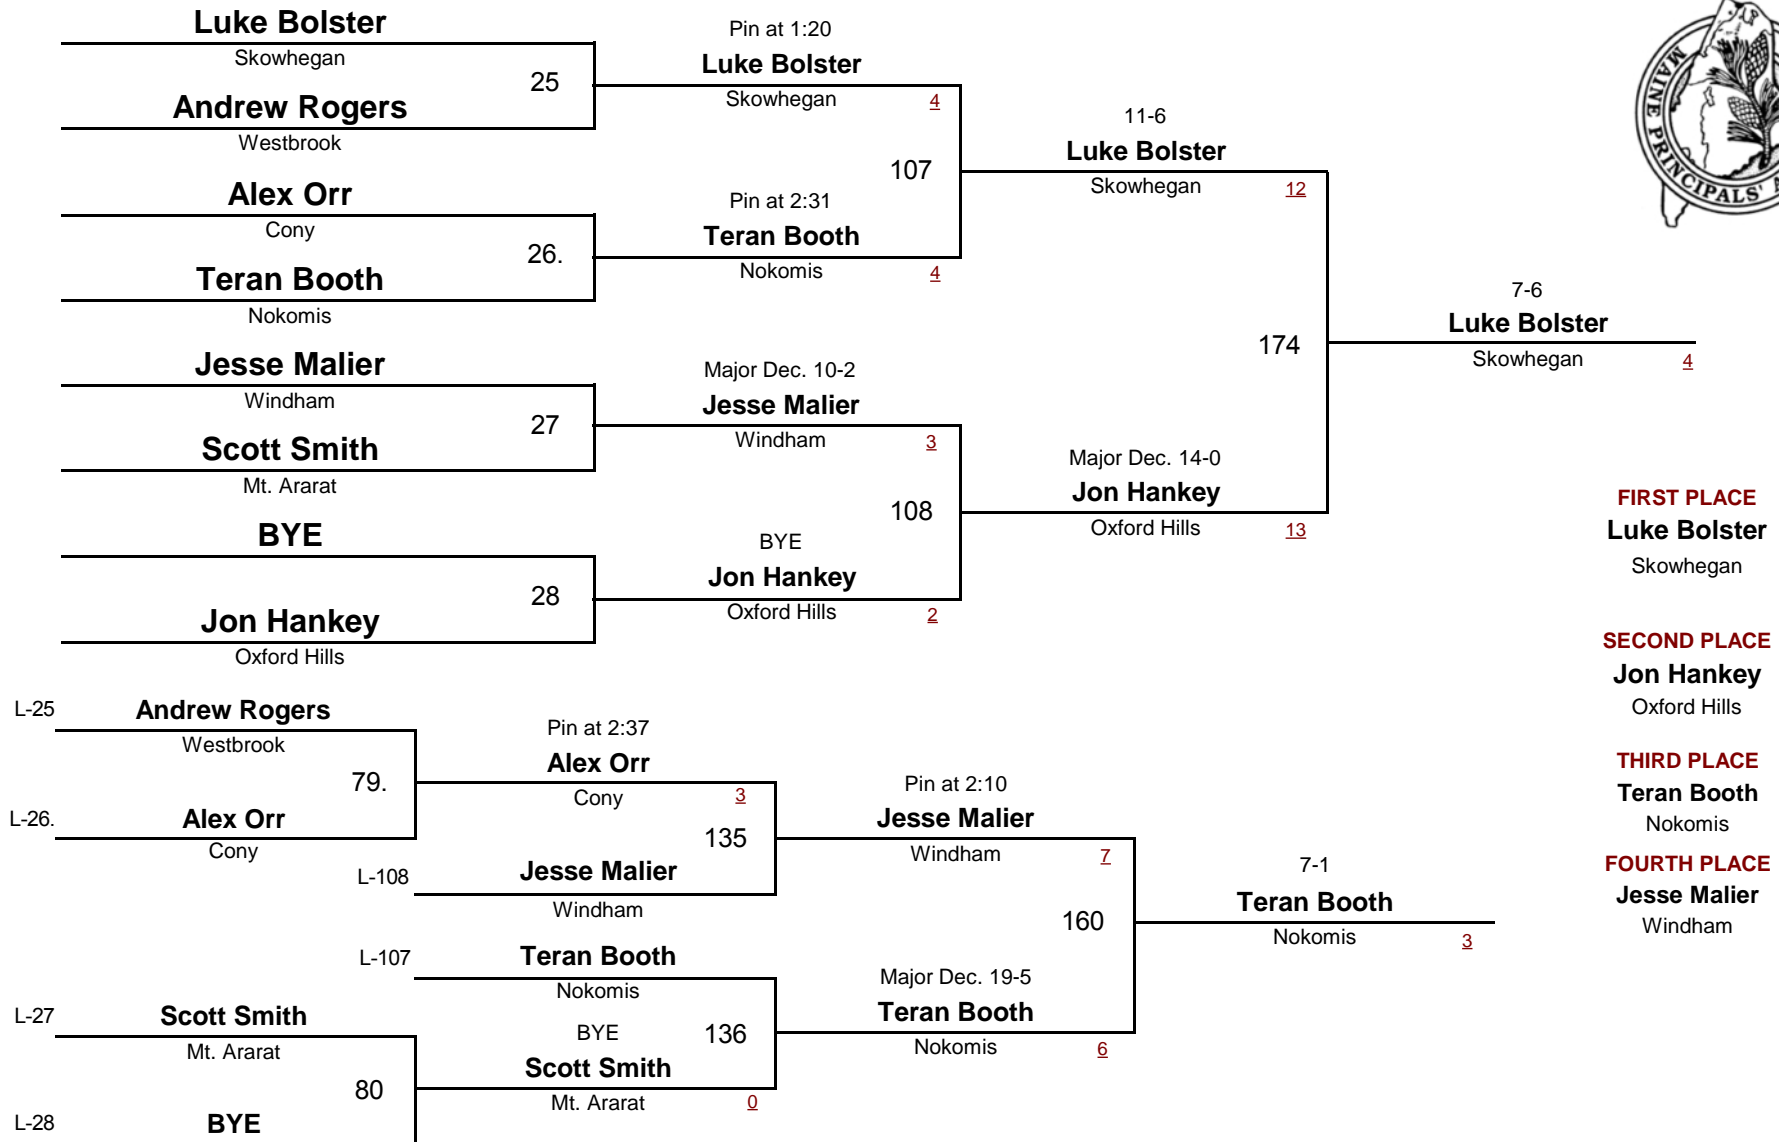 Luke Bolster
Skowhegan
25
Andrew Rogers
Westbrook
Alex Orr
Cony
26.
Teran Booth
Nokomis
Jesse Malier
Windham
27
Scott Smith
Mt. Ararat
BYE
28
Jon Hankey
Oxford Hills
Pin at 1:20
Luke Bolster
Skowhegan
4
107
Pin at 2:31
Teran Booth
Nokomis
4
Major Dec. 10-2
Jesse Malier
Windham
3
108
BYE
Jon Hankey
Oxford Hills
2
11-6
Luke Bolster
Skowhegan
12
174
Major Dec. 14-0
Jon Hankey
Oxford Hills
13
7-6
Luke Bolster
Skowhegan
4
MAINE PRINCIPALS'
FIRST PLACE
Luke Bolster
Skowhegan
SECOND PLACE
Jon Hankey
Oxford Hills
THIRD PLACE
Teran Booth
Nokomis
FOURTH PLACE
Jesse Malier
Windham
L-25
Andrew Rogers
Westbrook
79.
L-26.
Alex Orr
Cony
Pin at 2:37
Alex Orr
Cony
3
135
L-108
Jesse Malier
Windham
L-107
Teran Booth
Nokomis
L-27
Scott Smith
Mt. Ararat
80
L-28
BYE
BYE
136
Scott Smith
Mt. Ararat
0
Pin at 2:10
Jesse Malier
Windham
7
160
Major Dec. 19-5
Teran Booth
Nokomis
6
7-1
Teran Booth
Nokomis
3